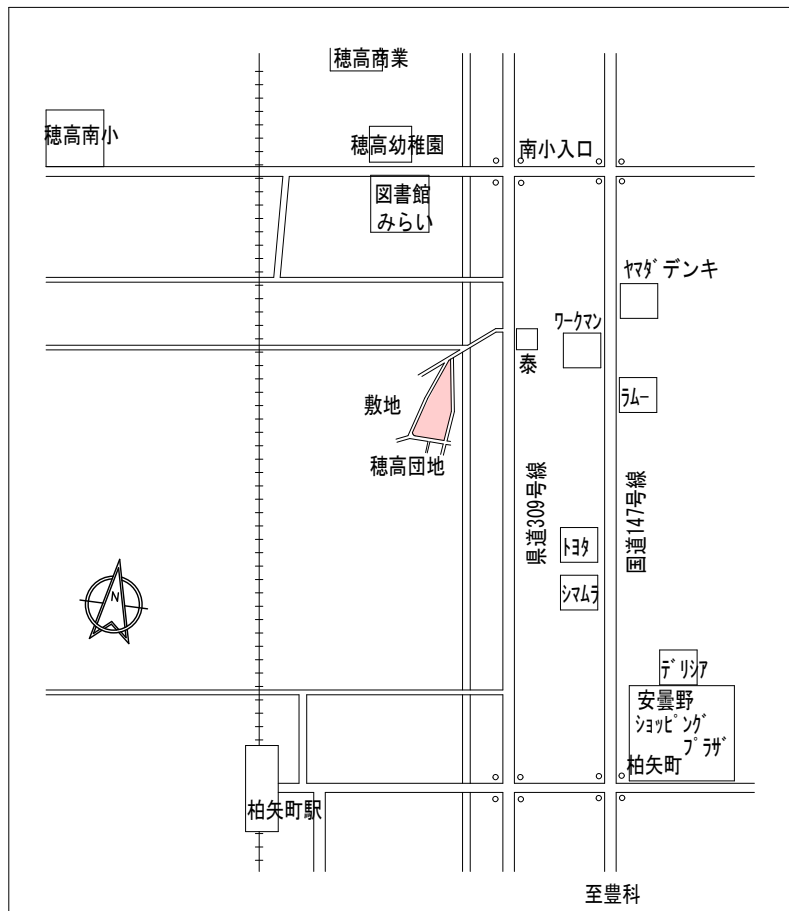 穂高商業
穂高南小
穂高幼稚園
南小入口
図書館
みらい
ヤマダデンキ
ワークマン
泰
ラムー
敷地
穂高団地
県道309号線
国道147号線
トヨタ
シマムラ
N
デリシア
安曇野
ショッピング
プラザ
柏矢町
柏矢町駅
至豊科